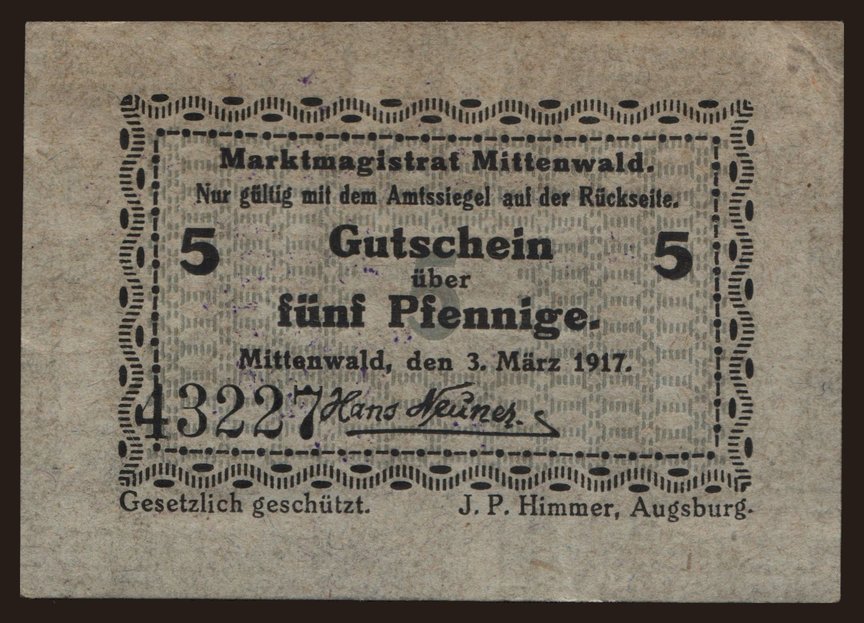 Marktmagistrat Mittenwald.
Nur gültig mit dem Amtssiegel auf der Rückseite.
5 Gutschein 5
über
fünf Pfennige.
Mittenwald, den 3. März 1917.
43227 Hans Neuner.
Gesetzlich geschützt. J. P. Himmer, Augsburg.